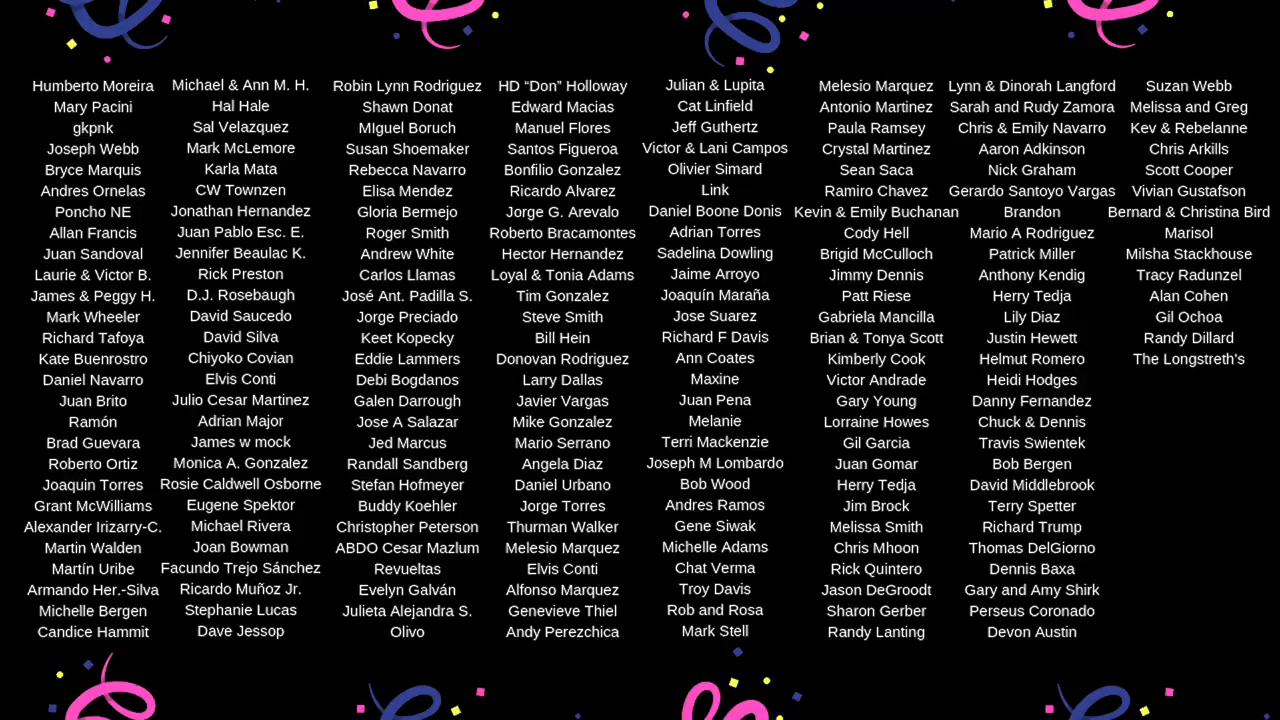 Humberto Moreira
Mary Pacini
gkpnk
Joseph Webb
Bryce Marquis
Andres Ornelas
Poncho NE
Allan Francis
Juan Sandoval
Laurie & Victor B.
James & Peggy H.
Mark Wheeler
Richard Tafoya
Kate Buenrostro
Daniel Navarro
Juan Brito
Ramón
Brad Guevara
Roberto Ortiz
Joaquin Torres
Grant McWilliams
Alexander Irizarry-C.
Martin Walden
Martín Uribe
Armando Her.-Silva
Michelle Bergen
Candice Hammit
Michael & Ann M. H.
Hal Hale
Sal Velazquez
Mark McLemore
Karla Mata
CW Townzen
Jonathan Hernandez
Juan Pablo Esc. E.
Jennifer Beaulac K.
Rick Preston
D.J. Rosebaugh
David Saucedo
David Silva
Chiyoko Covian
Elvis Conti
Julio Cesar Martinez
Adrian Major
James w mock
Monica A. Gonzalez
Rosie Caldwell Osborne
Eugene Spektor
Michael Rivera
Joan Bowman
Facundo Trejo Sánchez
Ricardo Muñoz Jr.
Stephanie Lucas
Dave Jessop
Robin Lynn Rodriguez
Shawn Donat
MIguel Boruch
Susan Shoemaker
Rebecca Navarro
Elisa Mendez
Gloria Bermejo
Roger Smith
Andrew White
Carlos Llamas
José Ant. Padilla S.
Jorge Preciado
Keet Kopecky
Eddie Lammers
Debi Bogdanos
Galen Darrough
Jose A Salazar
Jed Marcus
Randall Sandberg
Stefan Hofmeyer
Buddy Koehler
Christopher Peterson
ABDO Cesar Mazlum
Revueltas
Evelyn Galván
Julieta Alejandra S.
Olivo
HD “Don” Holloway
Edward Macias
Manuel Flores
Santos Figueroa
Bonfilio Gonzalez
Ricardo Alvarez
Jorge G. Arevalo
Roberto Bracamontes
Hector Hernandez
Loyal & Tonia Adams
Tim Gonzalez
Steve Smith
Bill Hein
Donovan Rodriguez
Larry Dallas
Javier Vargas
Mike Gonzalez
Mario Serrano
Angela Diaz
Daniel Urbano
Jorge Torres
Thurman Walker
Melesio Marquez
Elvis Conti
Alfonso Marquez
Genevieve Thiel
Andy Perezchica
Julian & Lupita
Cat Linfield
Jeff Guthertz
Victor & Lani Campos
Olivier Simard
Link
Daniel Boone Donis
Adrian Torres
Sadelina Dowling
Jaime Arroyo
Joaquín Maraña
Jose Suarez
Richard F Davis
Ann Coates
Maxine
Juan Pena
Melanie
Terri Mackenzie
Joseph M Lombardo
Bob Wood
Andres Ramos
Gene Siwak
Michelle Adams
Chat Verma
Troy Davis
Rob and Rosa
Mark Stell
Melesio Marquez
Antonio Martinez
Paula Ramsey
Crystal Martinez
Sean Saca
Ramiro Chavez
Kevin & Emily Buchanan
Cody Hell
Brigid McCulloch
Jimmy Dennis
Patt Riese
Gabriela Mancilla
Brian & Tonya Scott
Kimberly Cook
Victor Andrade
Gary Young
Lorraine Howes
Gil Garcia
Juan Gomar
Herry Tedja
Jim Brock
Melissa Smith
Chris Mhoon
Rick Quintero
Jason DeGroodt
Sharon Gerber
Randy Lanting
Lynn & Dinorah Langford
Sarah and Rudy Zamora
Chris & Emily Navarro
Aaron Adkinson
Nick Graham
Gerardo Santoyo Vargas
Brandon
Mario A Rodriguez
Patrick Miller
Anthony Kendig
Herry Tedja
Lily Diaz
Justin Hewett
Helmut Romero
Heidi Hodges
Danny Fernandez
Chuck & Dennis
Travis Swientek
Bob Bergen
David Middlebrook
Terry Spetter
Richard Trump
Thomas DelGiorno
Dennis Baxa
Gary and Amy Shirk
Perseus Coronado
Devon Austin
Suzan Webb
Melissa and Greg
Kev & Rebelanne
Chris Arkills
Scott Cooper
Vivian Gustafson
Bernard & Christina Bird
Marisol
Milsha Stackhouse
Tracy Radunzel
Alan Cohen
Gil Ochoa
Randy Dillard
The Longstreth's